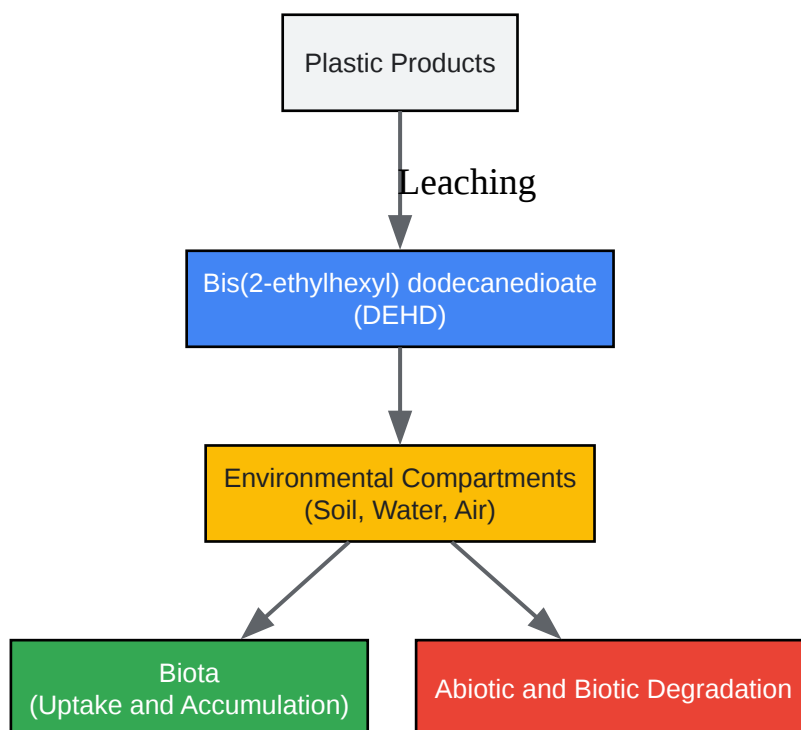 Plastic Products
Leaching
Bis(2-ethylhexyl) dodecanedioate
(DEHD)
Environmental Compartments
(Soil, Water, Air)
Biota
(Uptake and Accumulation)
Abiotic and Biotic Degradation